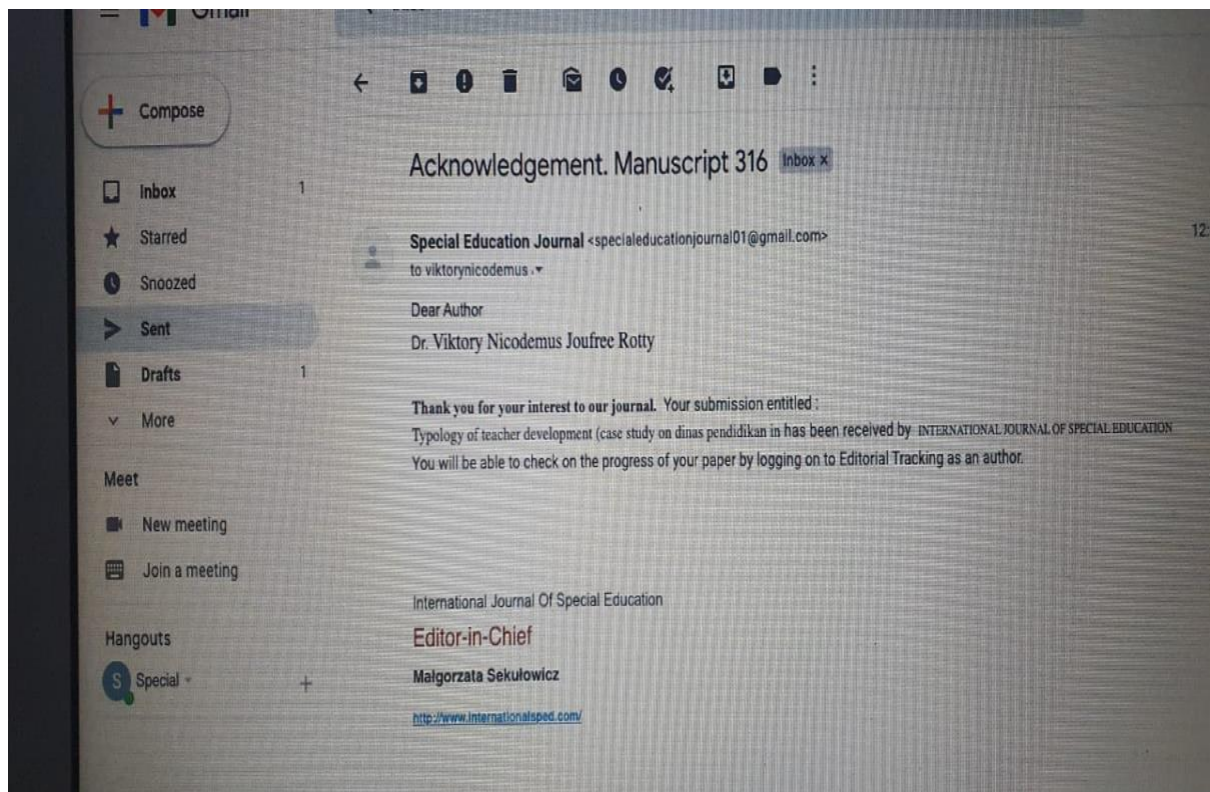 Gmail
Compose
Acknowledgement. Manuscript 316 Inbox x
Inbox 1
Starred
Snoozed
Sent
Drafts 1
More
Meet
New meeting
Join a meeting
Hangouts
S Special
Special Education Journal <specialeducationjournal01@gmail.com> 12:
to viktorynicodemus
Dear Author
Dr. Viktory Nicodemus Joufree Rotty
Thank you for your interest to our journal. Your submission entitled :
Typology of teacher development (case study on dinas pendidikan in has been received by INTERNATIONAL JOURNAL OF SPECIAL EDUCATION
You will be able to check on the progress of your paper by logging on to Editorial Tracking as an author.
International Journal Of Special Education
Editor-in-Chief
Małgorzata Sekułowicz
http://www.internationalsped.com/